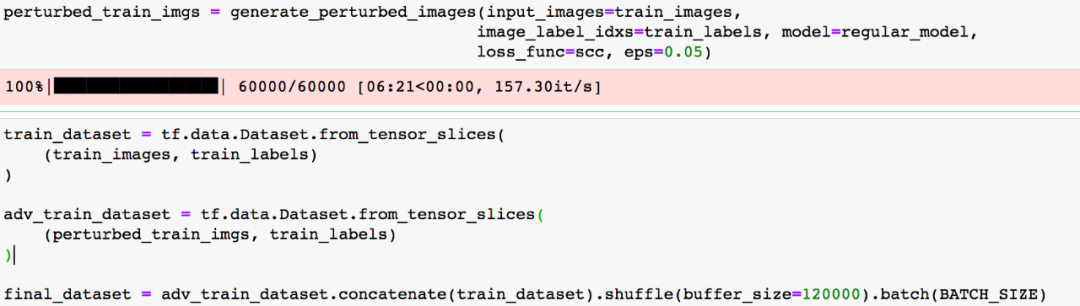 perturbed_train_imgs = generate_perturbed_images(input_images=train_images,
image_label_idxs=train_labels, model=regular_model,
loss_func=scc, eps=0.05)
100%|██████████| 60000/60000 [06:21<00:00, 157.30it/s]
train_dataset = tf.data.Dataset.from_tensor_slices(
(train_images, train_labels)
)
adv_train_dataset = tf.data.Dataset.from_tensor_slices(
(perturbed_train_imgs, train_labels)
)
final_dataset = adv_train_dataset.concatenate(train_dataset).shuffle(buffer_size=120000).batch(BATCH_SIZE)